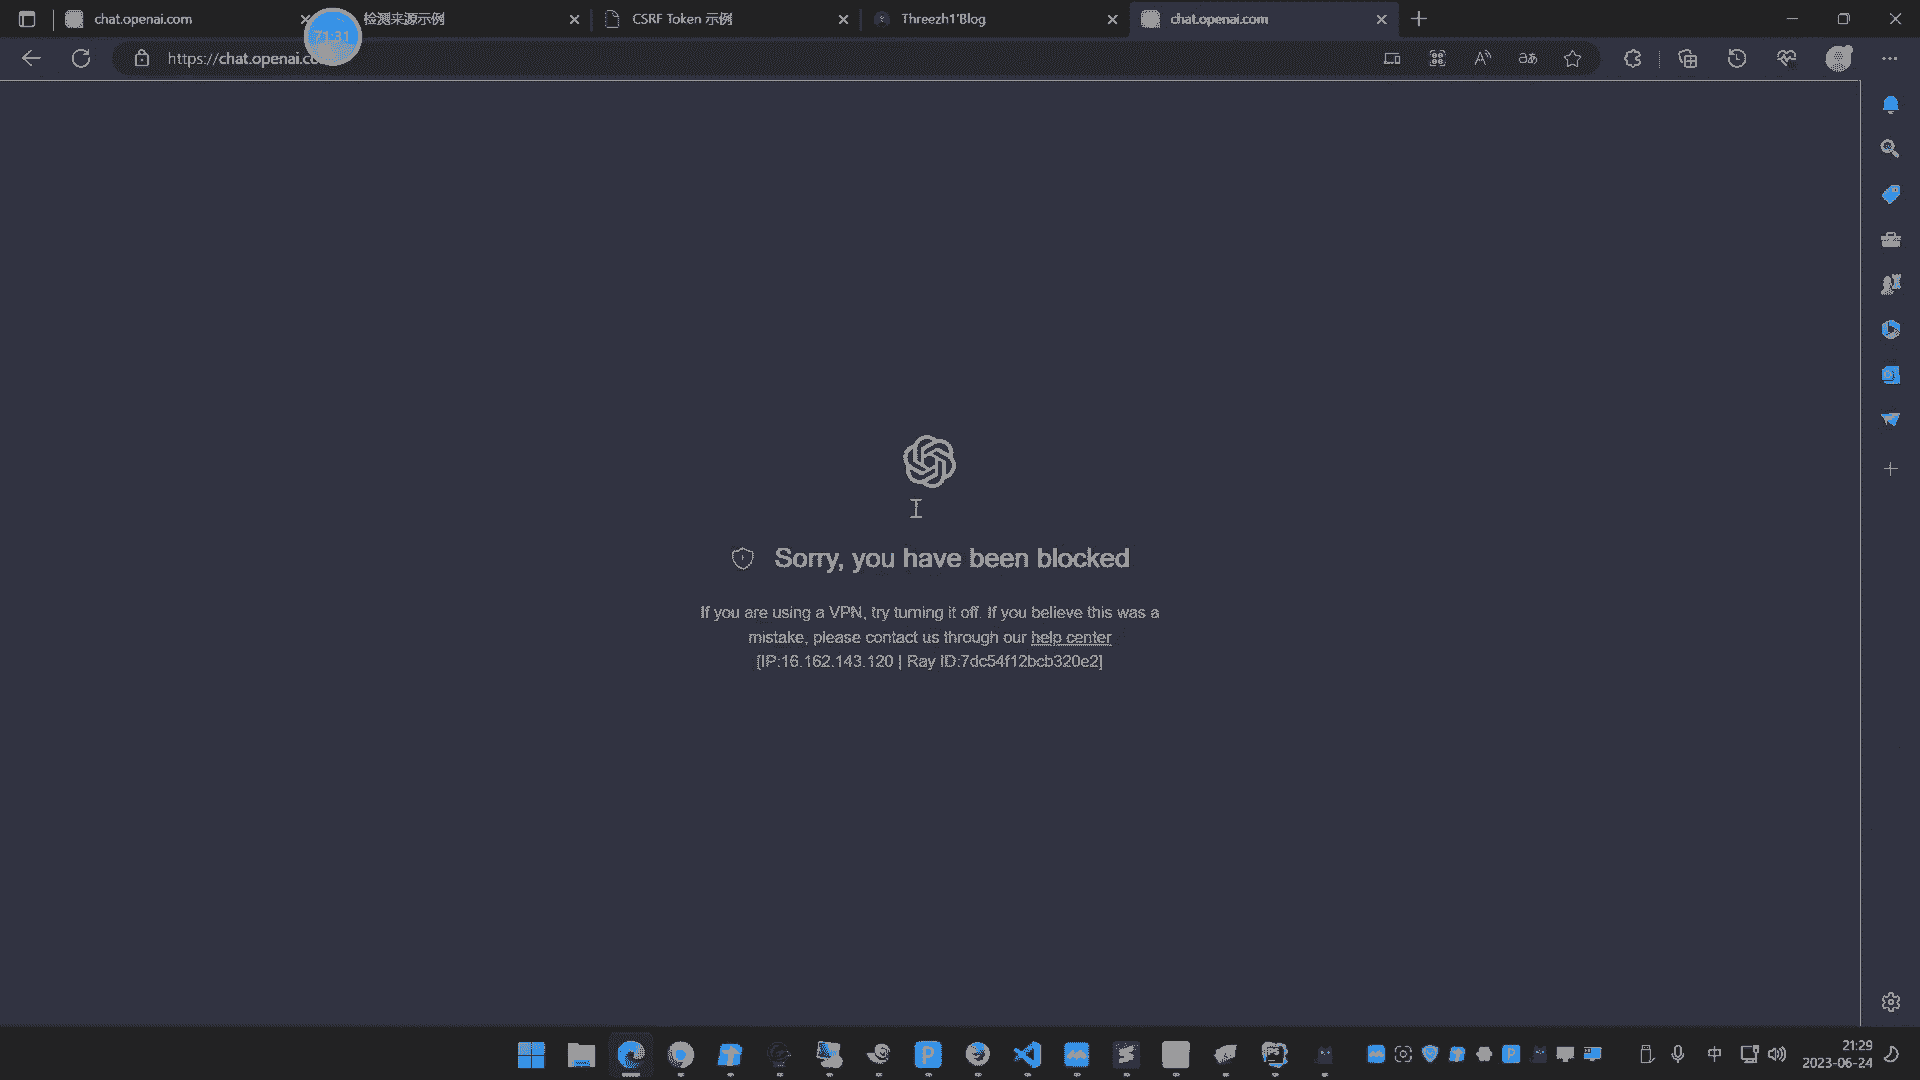 chat.openai.com
检测来源示例
CSRF Token 示例
Threezh1'Blog
chat.openai.com
71:31
https://chat.openai.co
Sorry, you have been blocked
If you are using a VPN, try turning it off. If you believe this was a
mistake, please contact us through our help center
[IP:16.162.143.120 | Ray ID:7dc54f12bcb320e2]
中
21:29
2023-06-24